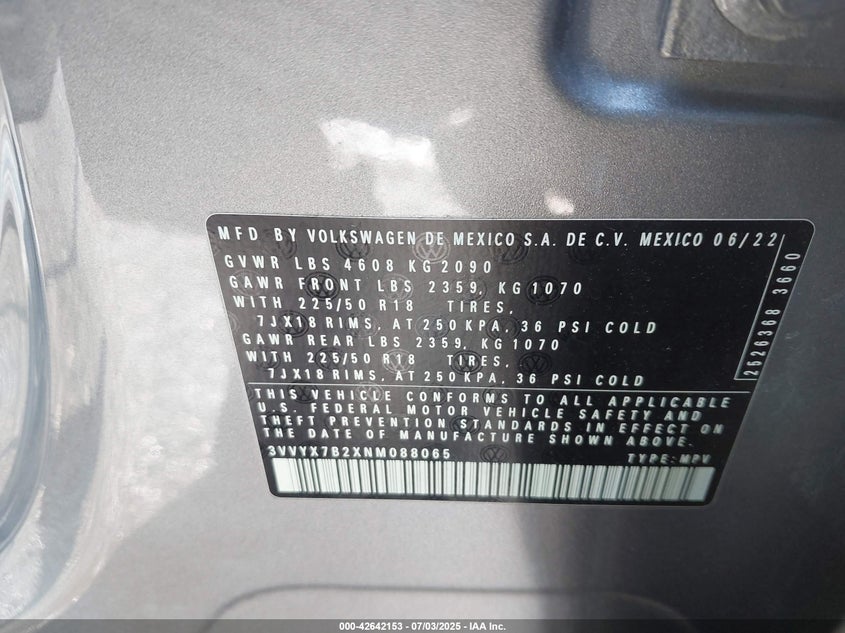 MFD BY VOLKSWAGEN DE MEXICO S.A. DE C.V. MEXICO 06/22
GVWR LBS 4608 KG 2090
GAWR FRONT LBS 2359, KG 1070
WITH 225/50 R18 TIRES,
7JX18 RIMS, AT 250 KPA, 36 PSI COLD
GAWR REAR LBS 2359, KG 1070
WITH 225/50 R18 TIRES,
7JX18 RIMS, AT 250 KPA, 36 PSI COLD
2526368 3660
THIS VEHICLE CONFORMS TO ALL APPLICABLE
U.S. FEDERAL MOTOR VEHICLE SAFETY AND
THEFT PREVENTION STANDARDS IN EFFECT ON
THE DATE OF MANUFACTURE SHOWN ABOVE.
3VVYX7B2XNM088065 TYPE: MPV
000-42642153 - 07/03/2025 - IAA Inc.